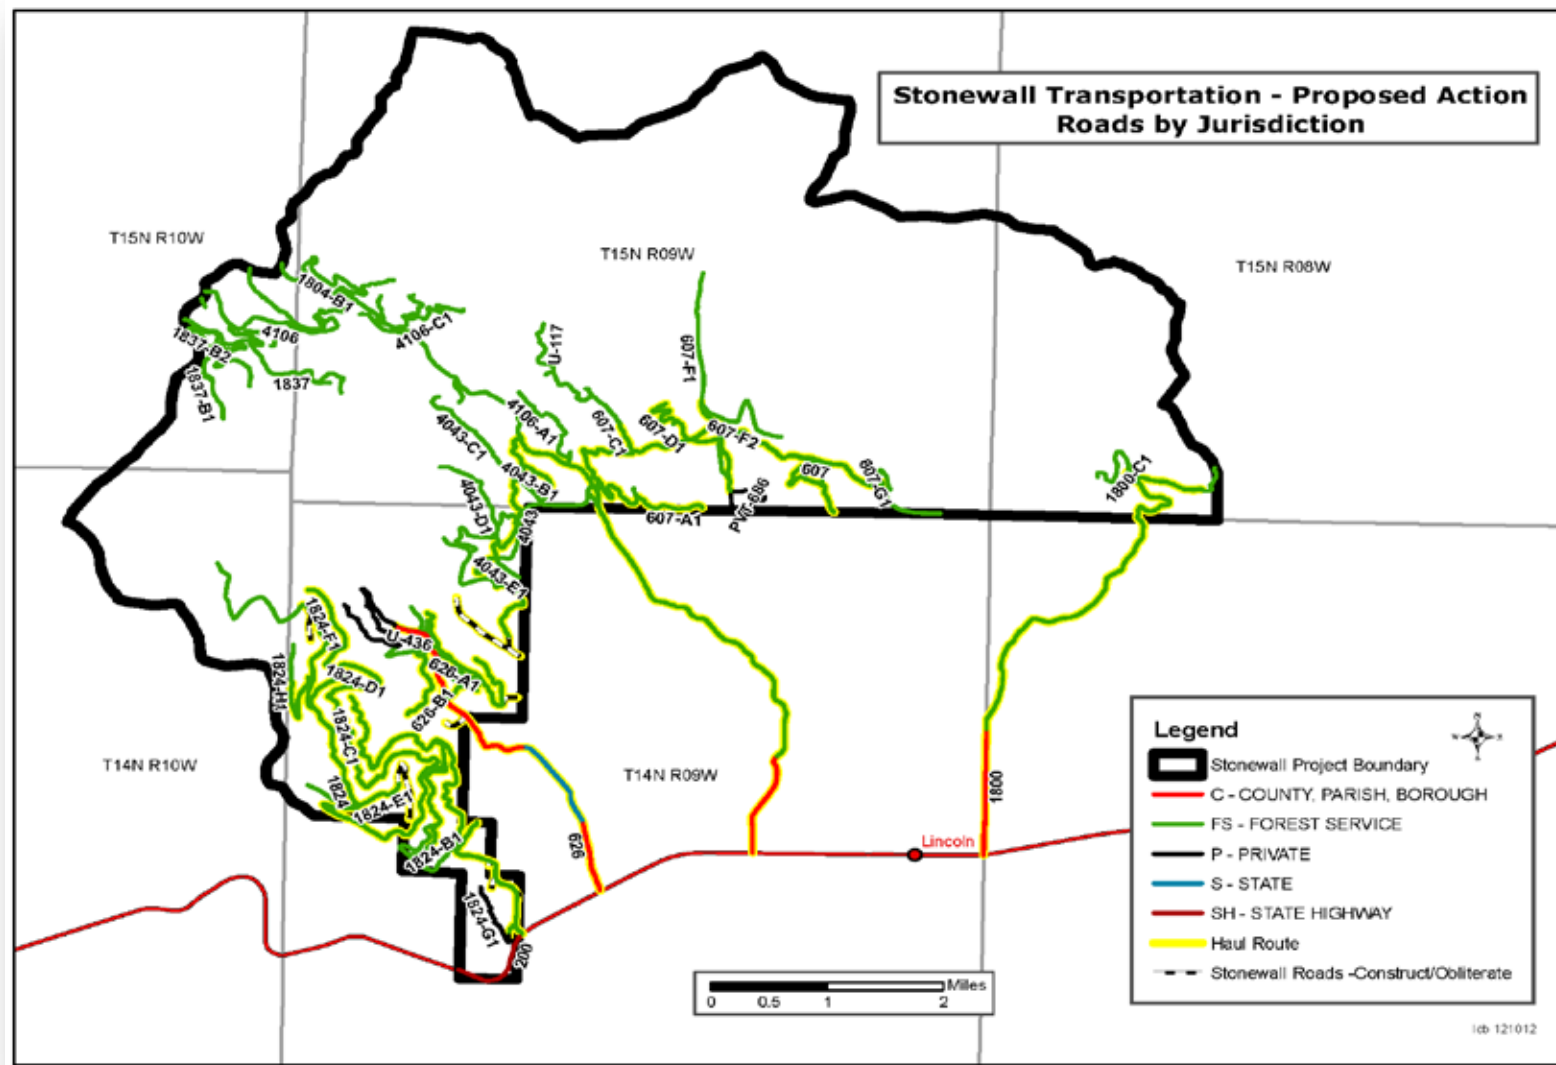 Stonewall Transportation - Proposed Action
Roads by Jurisdiction
T15N R10W
T15N R09W
T15N R08W
1804-B1
4106
4106-C1
1837-B2
1837
1837-B1
U-117
607-F1
4106-A1
4043-C1
607-C1
607-D1
607-F2
4043-B1
607
607-G1
1800-C1
4043-D1
PVT-686
607-A1
4043
4043-E1
1824-F1
U-436
626-A1
1824-H1
1824-D1
626-B1
1824-C1
T14N R10W
T14N R09W
1824
1824-E1
1800
626
Lincoln
1824-B1
1824-G1
200
Legend
N
W
S
Stonewall Project Boundary
C - COUNTY, PARISH, BOROUGH
FS - FOREST SERVICE
P - PRIVATE
S - STATE
SH - STATE HIGHWAY
Haul Route
Stonewall Roads -Construct/Obliterate
Miles
0 0.5 1 2
121012